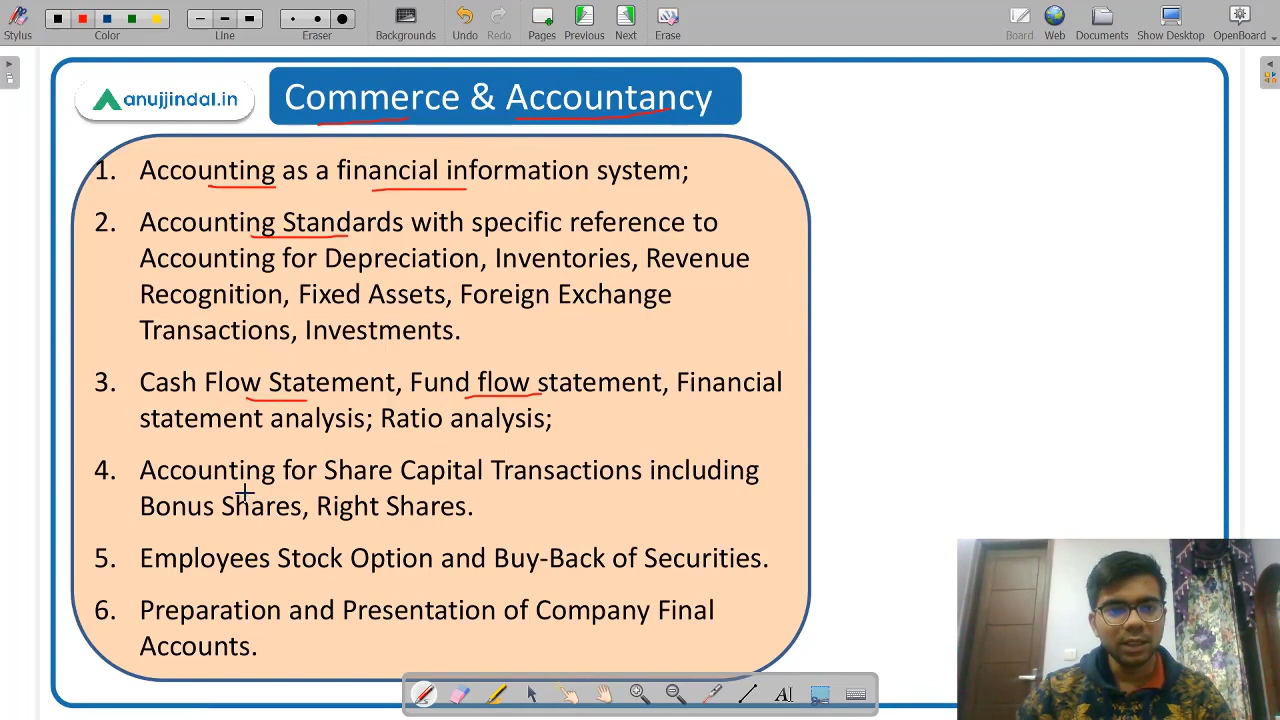 Stylus
Color
Line
Eraser
Backgrounds
Undo
Redo
Pages
Previous
Next
Erase
Board
Web
Documents
Show Desktop
OpenBoard
anujjindal.in
Commerce & Accountancy
1. Accounting as a financial information system;
2. Accounting Standards with specific reference to
Accounting for Depreciation, Inventories, Revenue
Recognition, Fixed Assets, Foreign Exchange
Transactions, Investments.
3. Cash Flow Statement, Fund flow statement, Financial
statement analysis; Ratio analysis;
4. Accounting for Share Capital Transactions including
Bonus Shares, Right Shares.
5. Employees Stock Option and Buy-Back of Securities.
6. Preparation and Presentation of Company Final
Accounts.